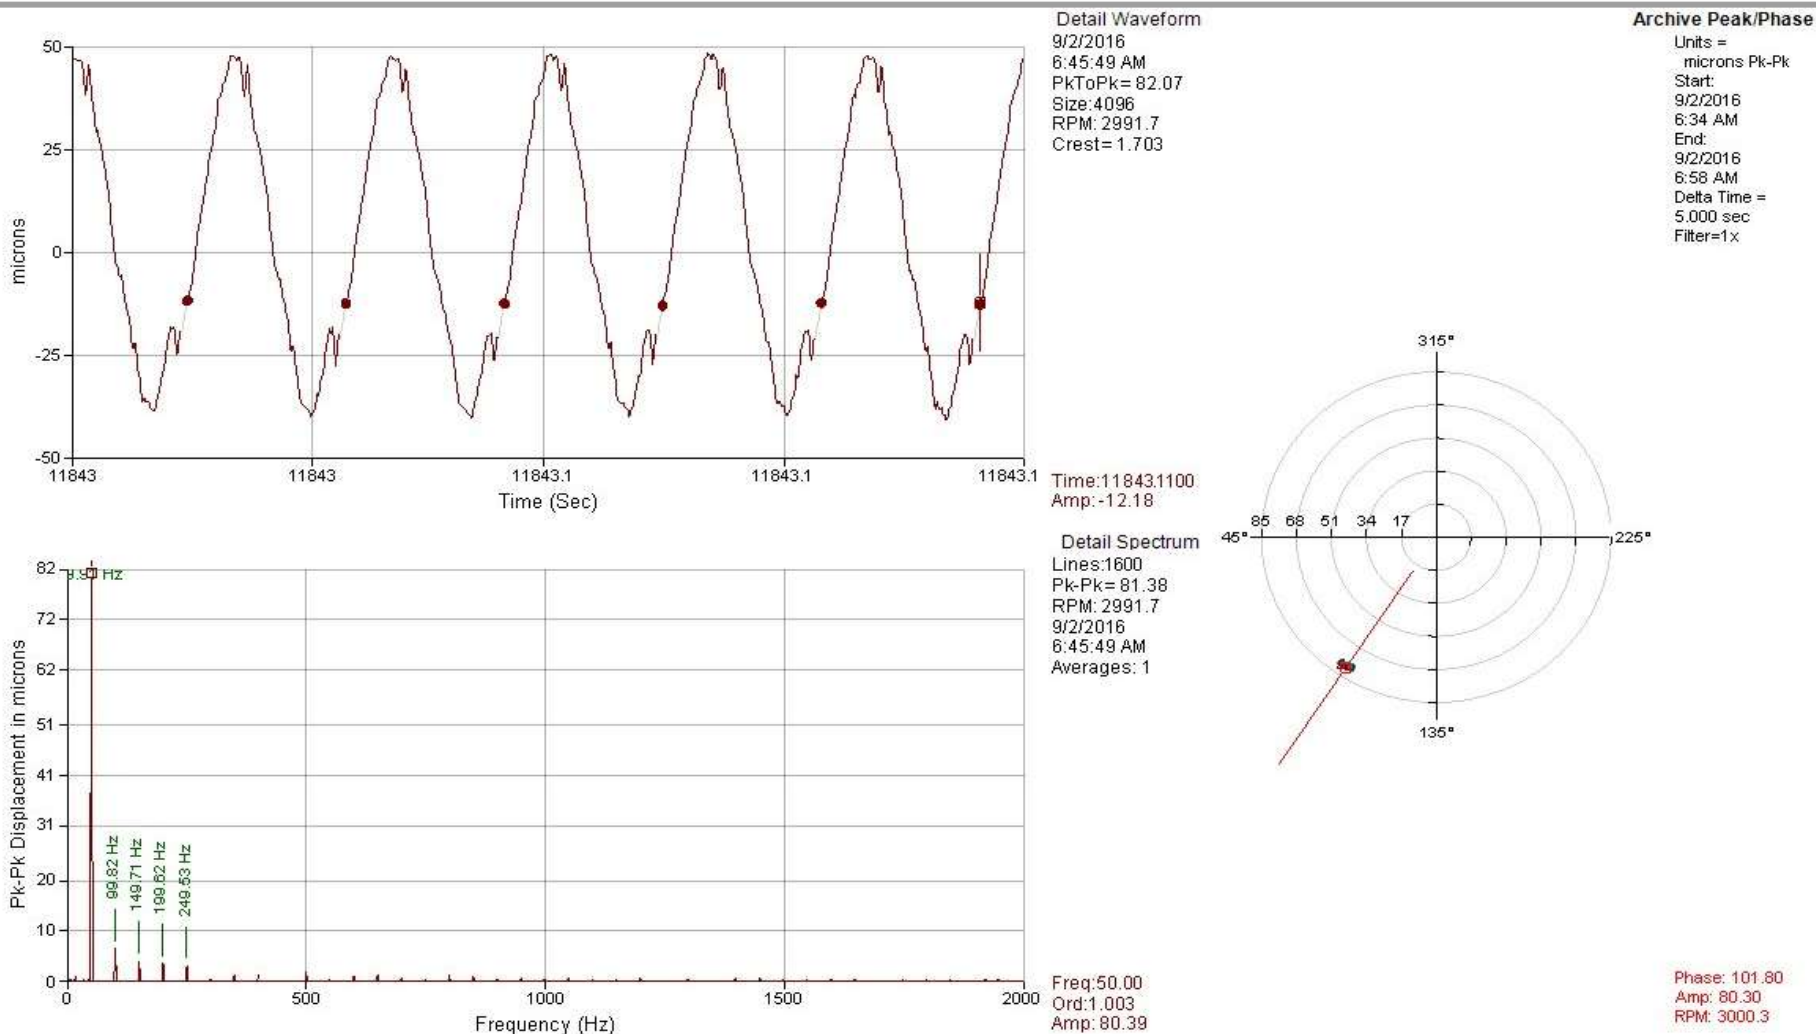 Detail Waveform
9/2/2016
6:45:49 AM
PkToPk= 82.07
Size:4096
RPM: 2991.7
Crest= 1.703
Archive Peak/Phase
Units =
microns Pk-Pk
Start:
9/2/2016
6:34 AM
End:
9/2/2016
6:58 AM
Delta Time =
5.000 sec
Filter=1x
50
25
0
-25
-50
microns
11843
11843
11843.1
11843.1
11843.1
Time (Sec)
Time:11843.1100
Amp:-12.18
Detail Spectrum
Lines:1600
Pk-Pk= 81.38
RPM: 2991.7
9/2/2016
6:45:49 AM
Averages: 1
315°
85 68 51 34 17
45°
225°
135°
82
72
62
51
41
31
20
10
0
Pk-Pk Displacement in microns
Hz
99.82 Hz
149.71 Hz
199.62 Hz
249.53 Hz
0
500
1000
1500
2000
Frequency (Hz)
Freq:50.00
Ord:1.003
Amp: 80.39
Phase: 101.80
Amp: 80.30
RPM: 3000.3